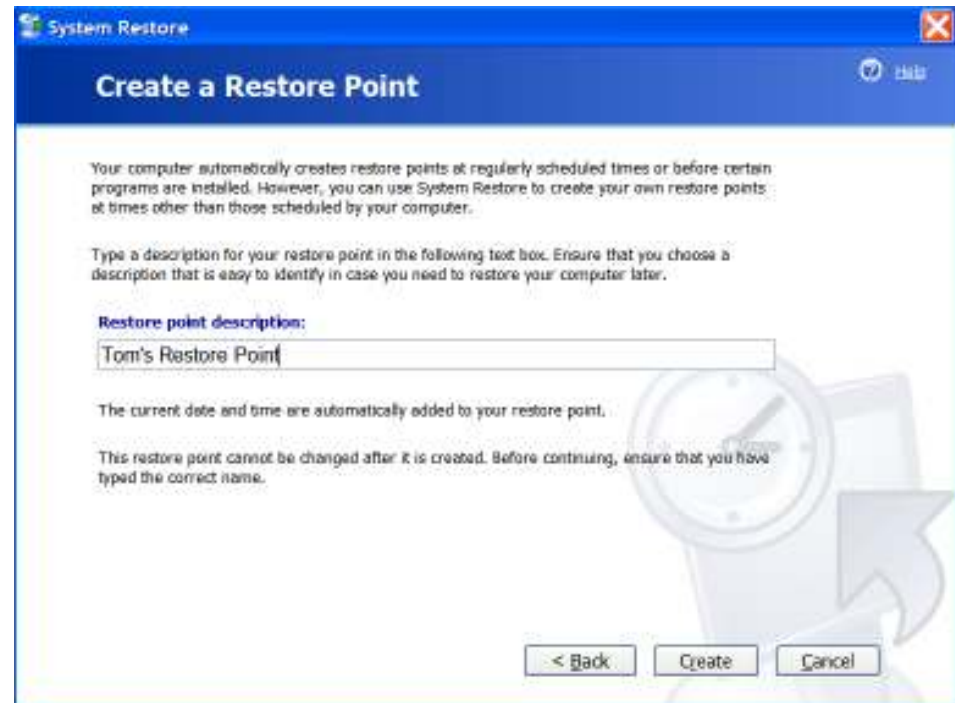 System Restore
Create a Restore Point
Help
Your computer automatically creates restore points at regularly scheduled times or before certain
programs are installed. However, you can use System Restore to create your own restore points
at times other than those scheduled by your computer.
Type a description for your restore point in the following text box. Ensure that you choose a
description that is easy to identify in case you need to restore your computer later.
Restore point description:
Tom's Restore Point
The current date and time are automatically added to your restore point.
This restore point cannot be changed after it is created. Before continuing, ensure that you have
typed the correct name.
< Back
Create
Cancel